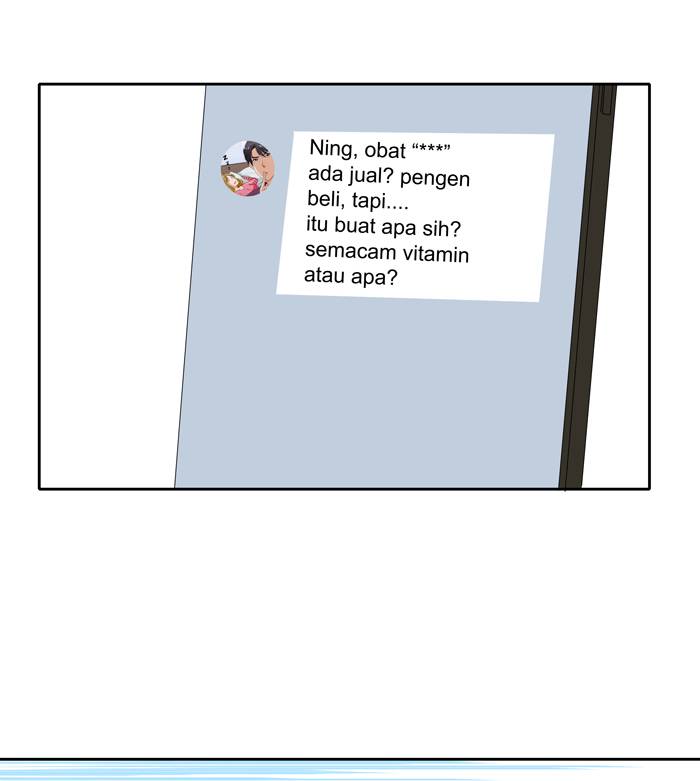 Ning, obat “***”
ada jual? pengen
beli, tapi....
itu buat apa sih?
semacam vitamin
atau apa?